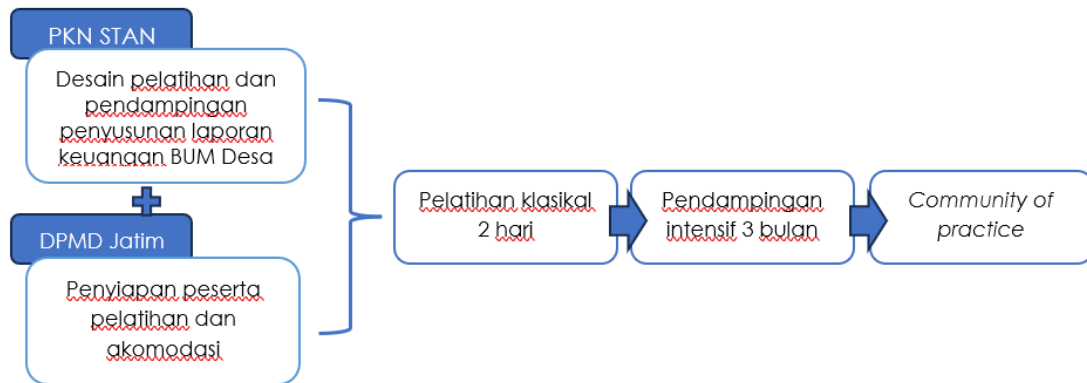 PKN STAN
Desain pelatihan dan
pendampingan
penyusunan laporan
keuangan BUM Desa
DPMD Jatim
Penyiapan peserta
pelatihan dan
akomodasi
Pelatihan klasikal
2 hari
Pendampingan
intensif 3 bulan
Community of
practice